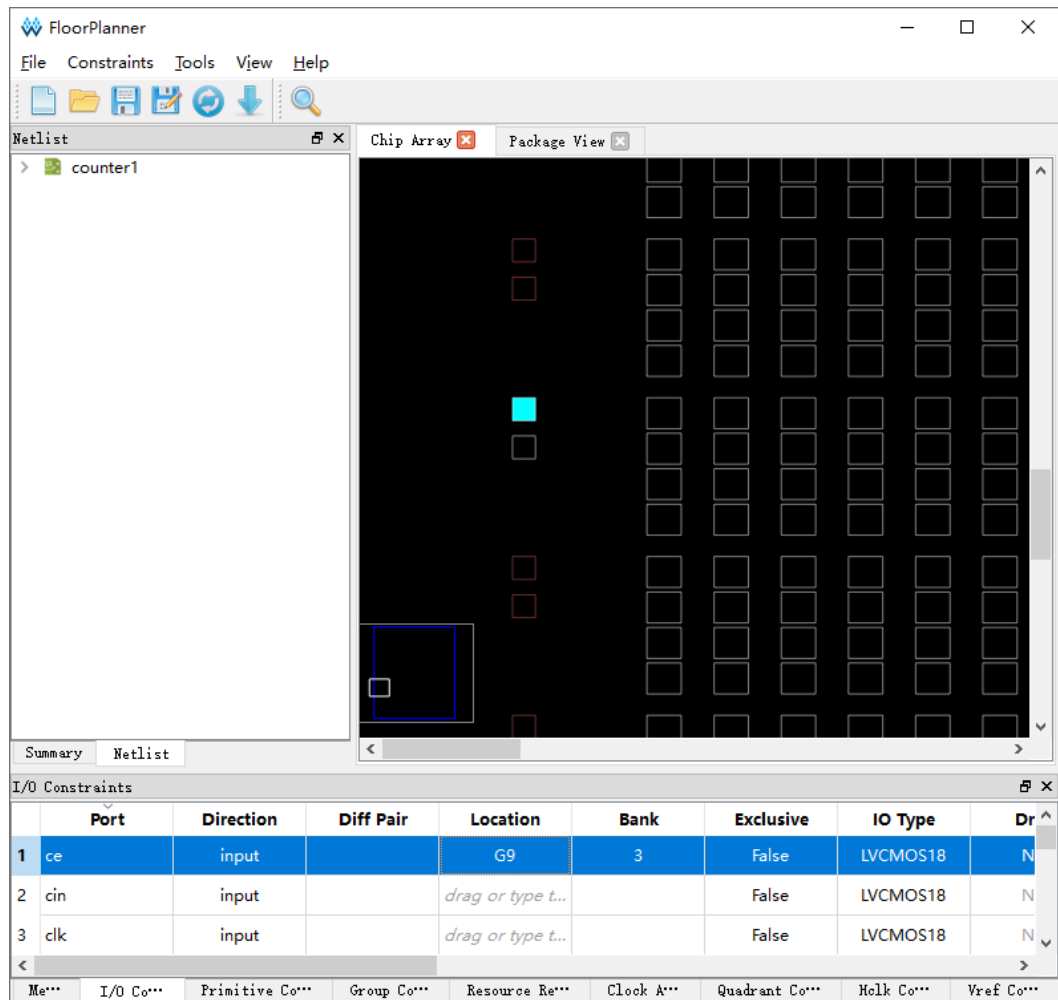 FloorPlanner
File Constraints Tools View Help
Netlist
Chip Array Package View
counter1
Summary Netlist
I/O Constraints
Port Direction Diff Pair Location Bank Exclusive IO Type Dr
1 ce input G9 3 False LVCMOS18 N
2 cin input drag or type t... False LVCMOS18 N
3 clk input drag or type t... False LVCMOS18 N
Me··· I/O Co··· Primitive Co··· Group Co··· Resource Re··· Clock A··· Quadrant Co··· Hclk Co··· Vref Co···